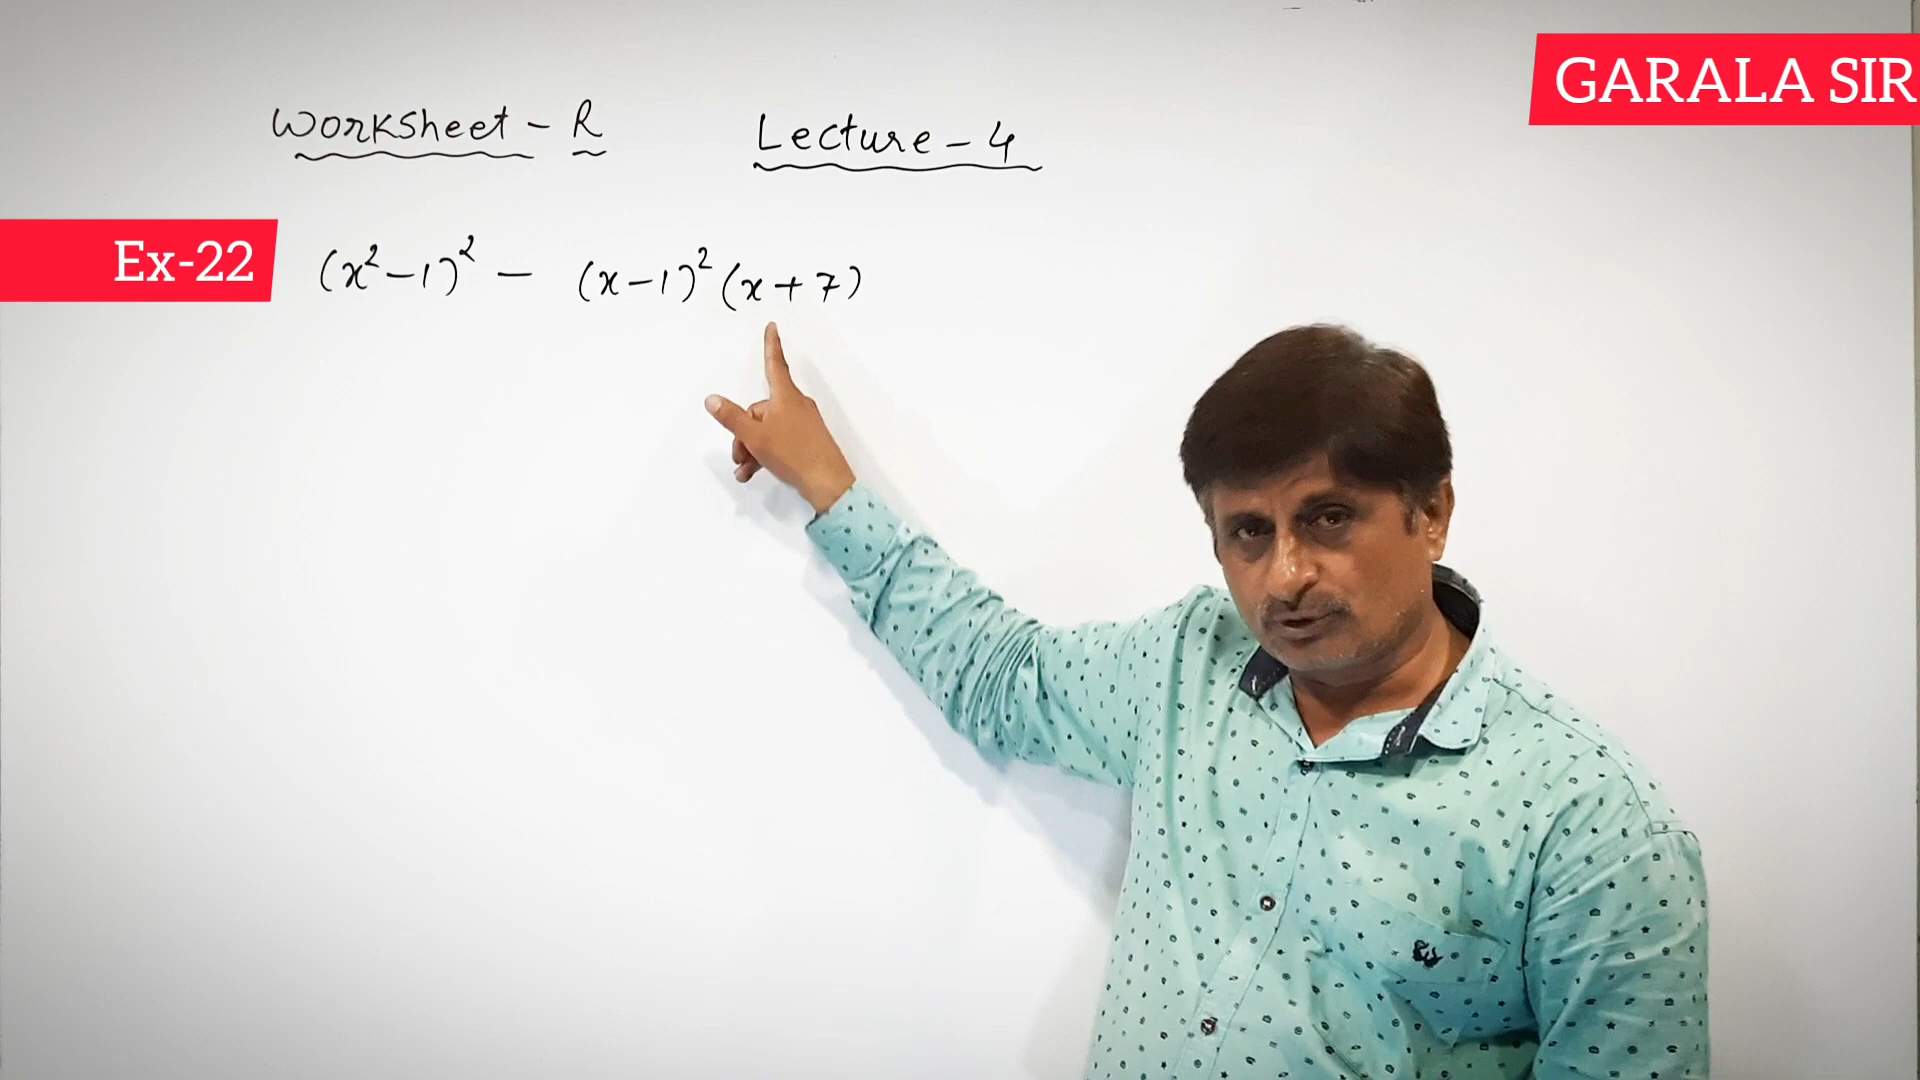 GARALA SIR
Worksheet - R Lecture - 4
Ex-22 (x² - 1)² - (x - 1)² (x + 7)